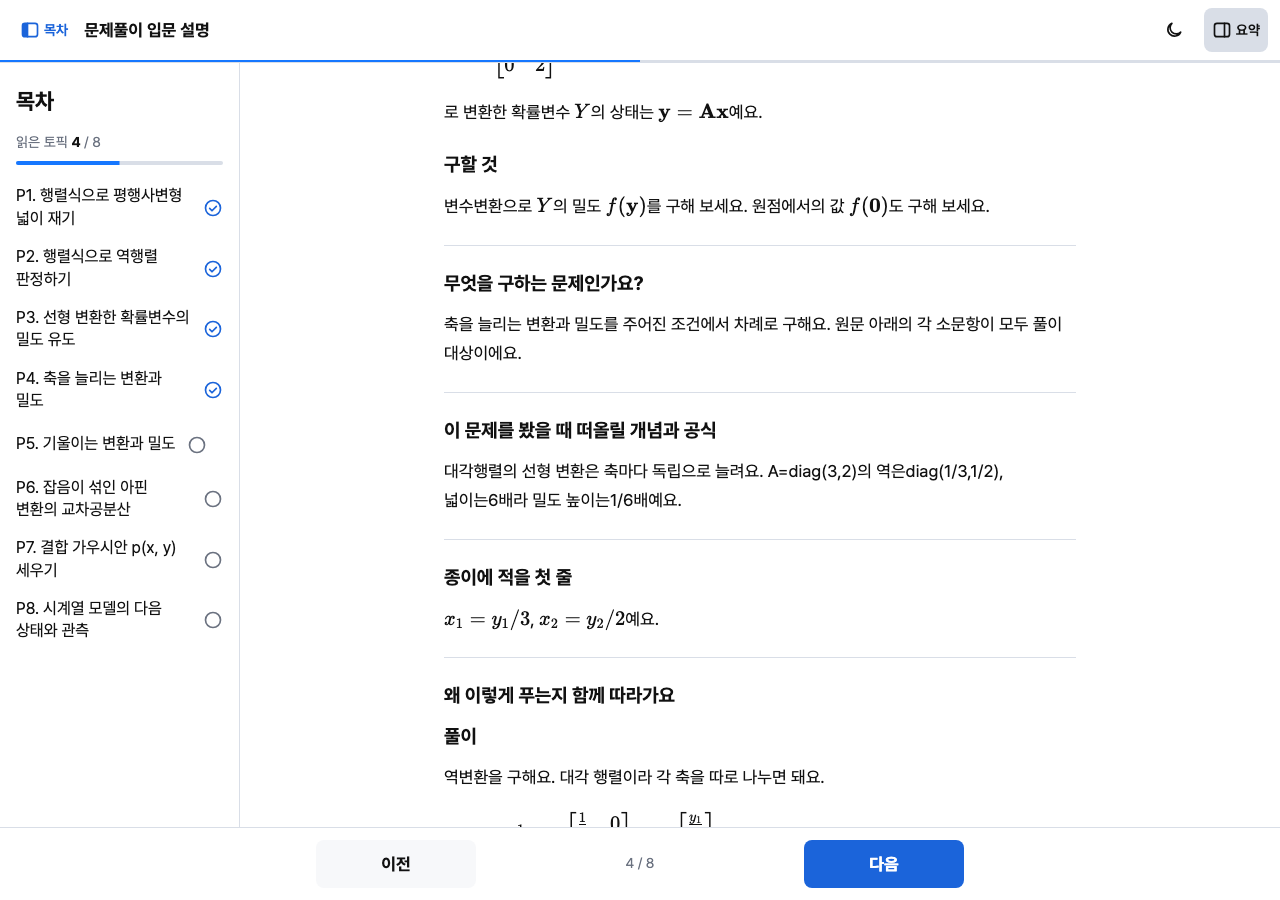 목차
문제풀이 입문 설명
요약
목차
읽은 토픽 4 / 8
P1. 행렬식으로 평행사변형
넓이 재기
P2. 행렬식으로 역행렬
판정하기
P3. 선형 변환한 확률변수의
밀도 유도
P4. 축을 늘리는 변환과
밀도
P5. 기울이는 변환과 밀도
P6. 잡음이 섞인 아핀
변환의 교차공분산
P7. 결합 가우시안 p(x, y)
세우기
P8. 시계열 모델의 다음
상태와 관측
[0 2]
로 변환한 확률변수 Y의 상태는 y = Ax예요.
구할 것
변수변환으로 Y의 밀도 f(y)를 구해 보세요. 원점에서의 값 f(0)도 구해 보세요.
무엇을 구하는 문제인가요?
축을 늘리는 변환과 밀도를 주어진 조건에서 차례로 구해요. 원문 아래의 각 소문항이 모두 풀이
대상이에요.
이 문제를 봤을 때 떠올릴 개념과 공식
대각행렬의 선형 변환은 축마다 독립으로 늘려요. A=diag(3,2)의 역은diag(1/3,1/2),
넓이는6배라 밀도 높이는1/6배예요.
종이에 적을 첫 줄
x₁ = y₁/3, x₂ = y₂/2예요.
왜 이렇게 푸는지 함께 따라가요
풀이
역변환을 구해요. 대각 행렬이라 각 축을 따로 나누면 돼요.
이전
4 / 8
다음